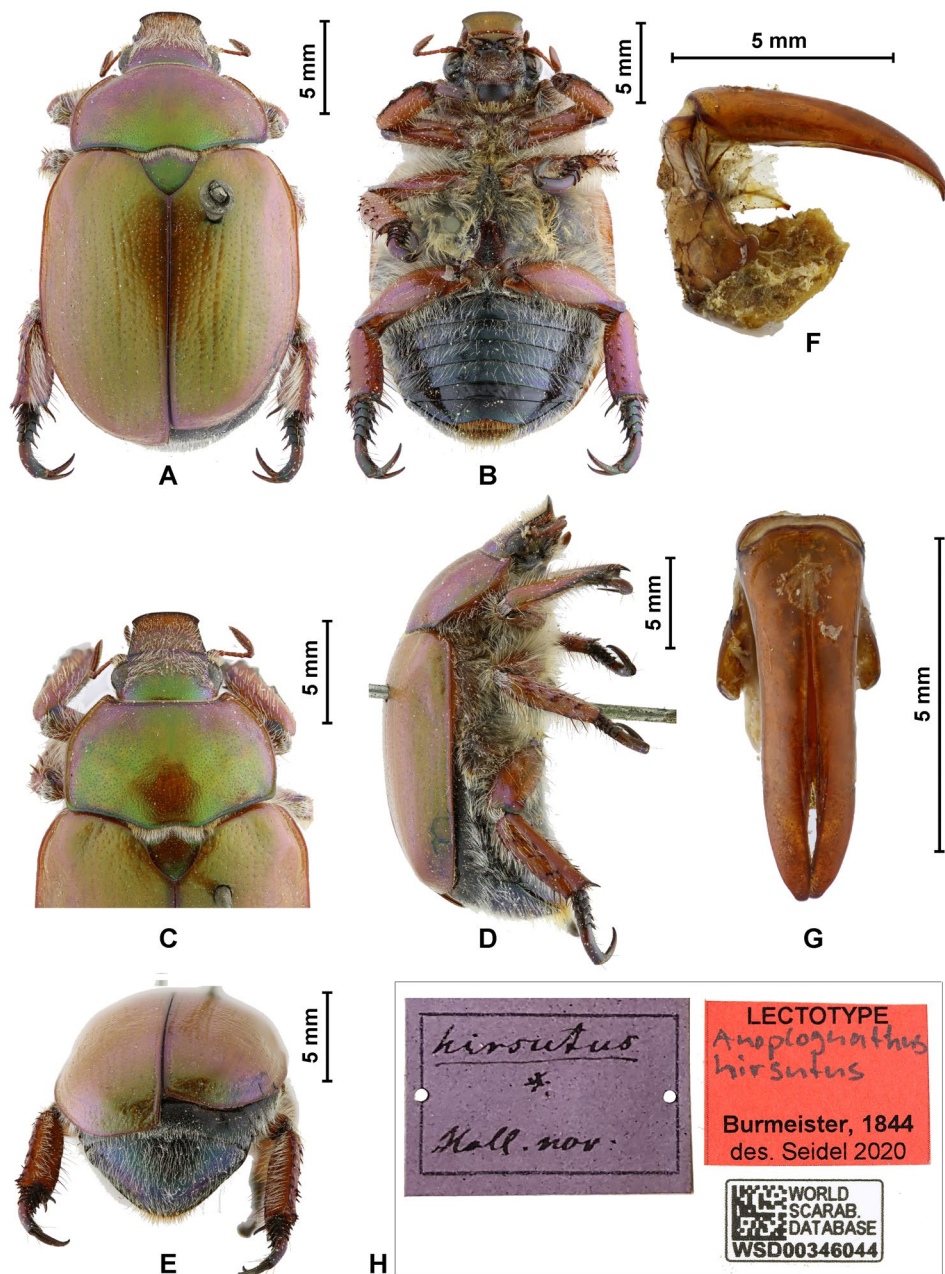 5 mm
A
5 mm
B
5 mm
F
5 mm
C
5 mm
D
5 mm
G
5 mm
E
H
hirsutus
*
Holl. nov.
LECTOTYPE
Anoplognathus
hirsutus
Burmeister, 1844
des. Seidel 2020
WORLD
SCARAB.
DATABASE
WSD00346044